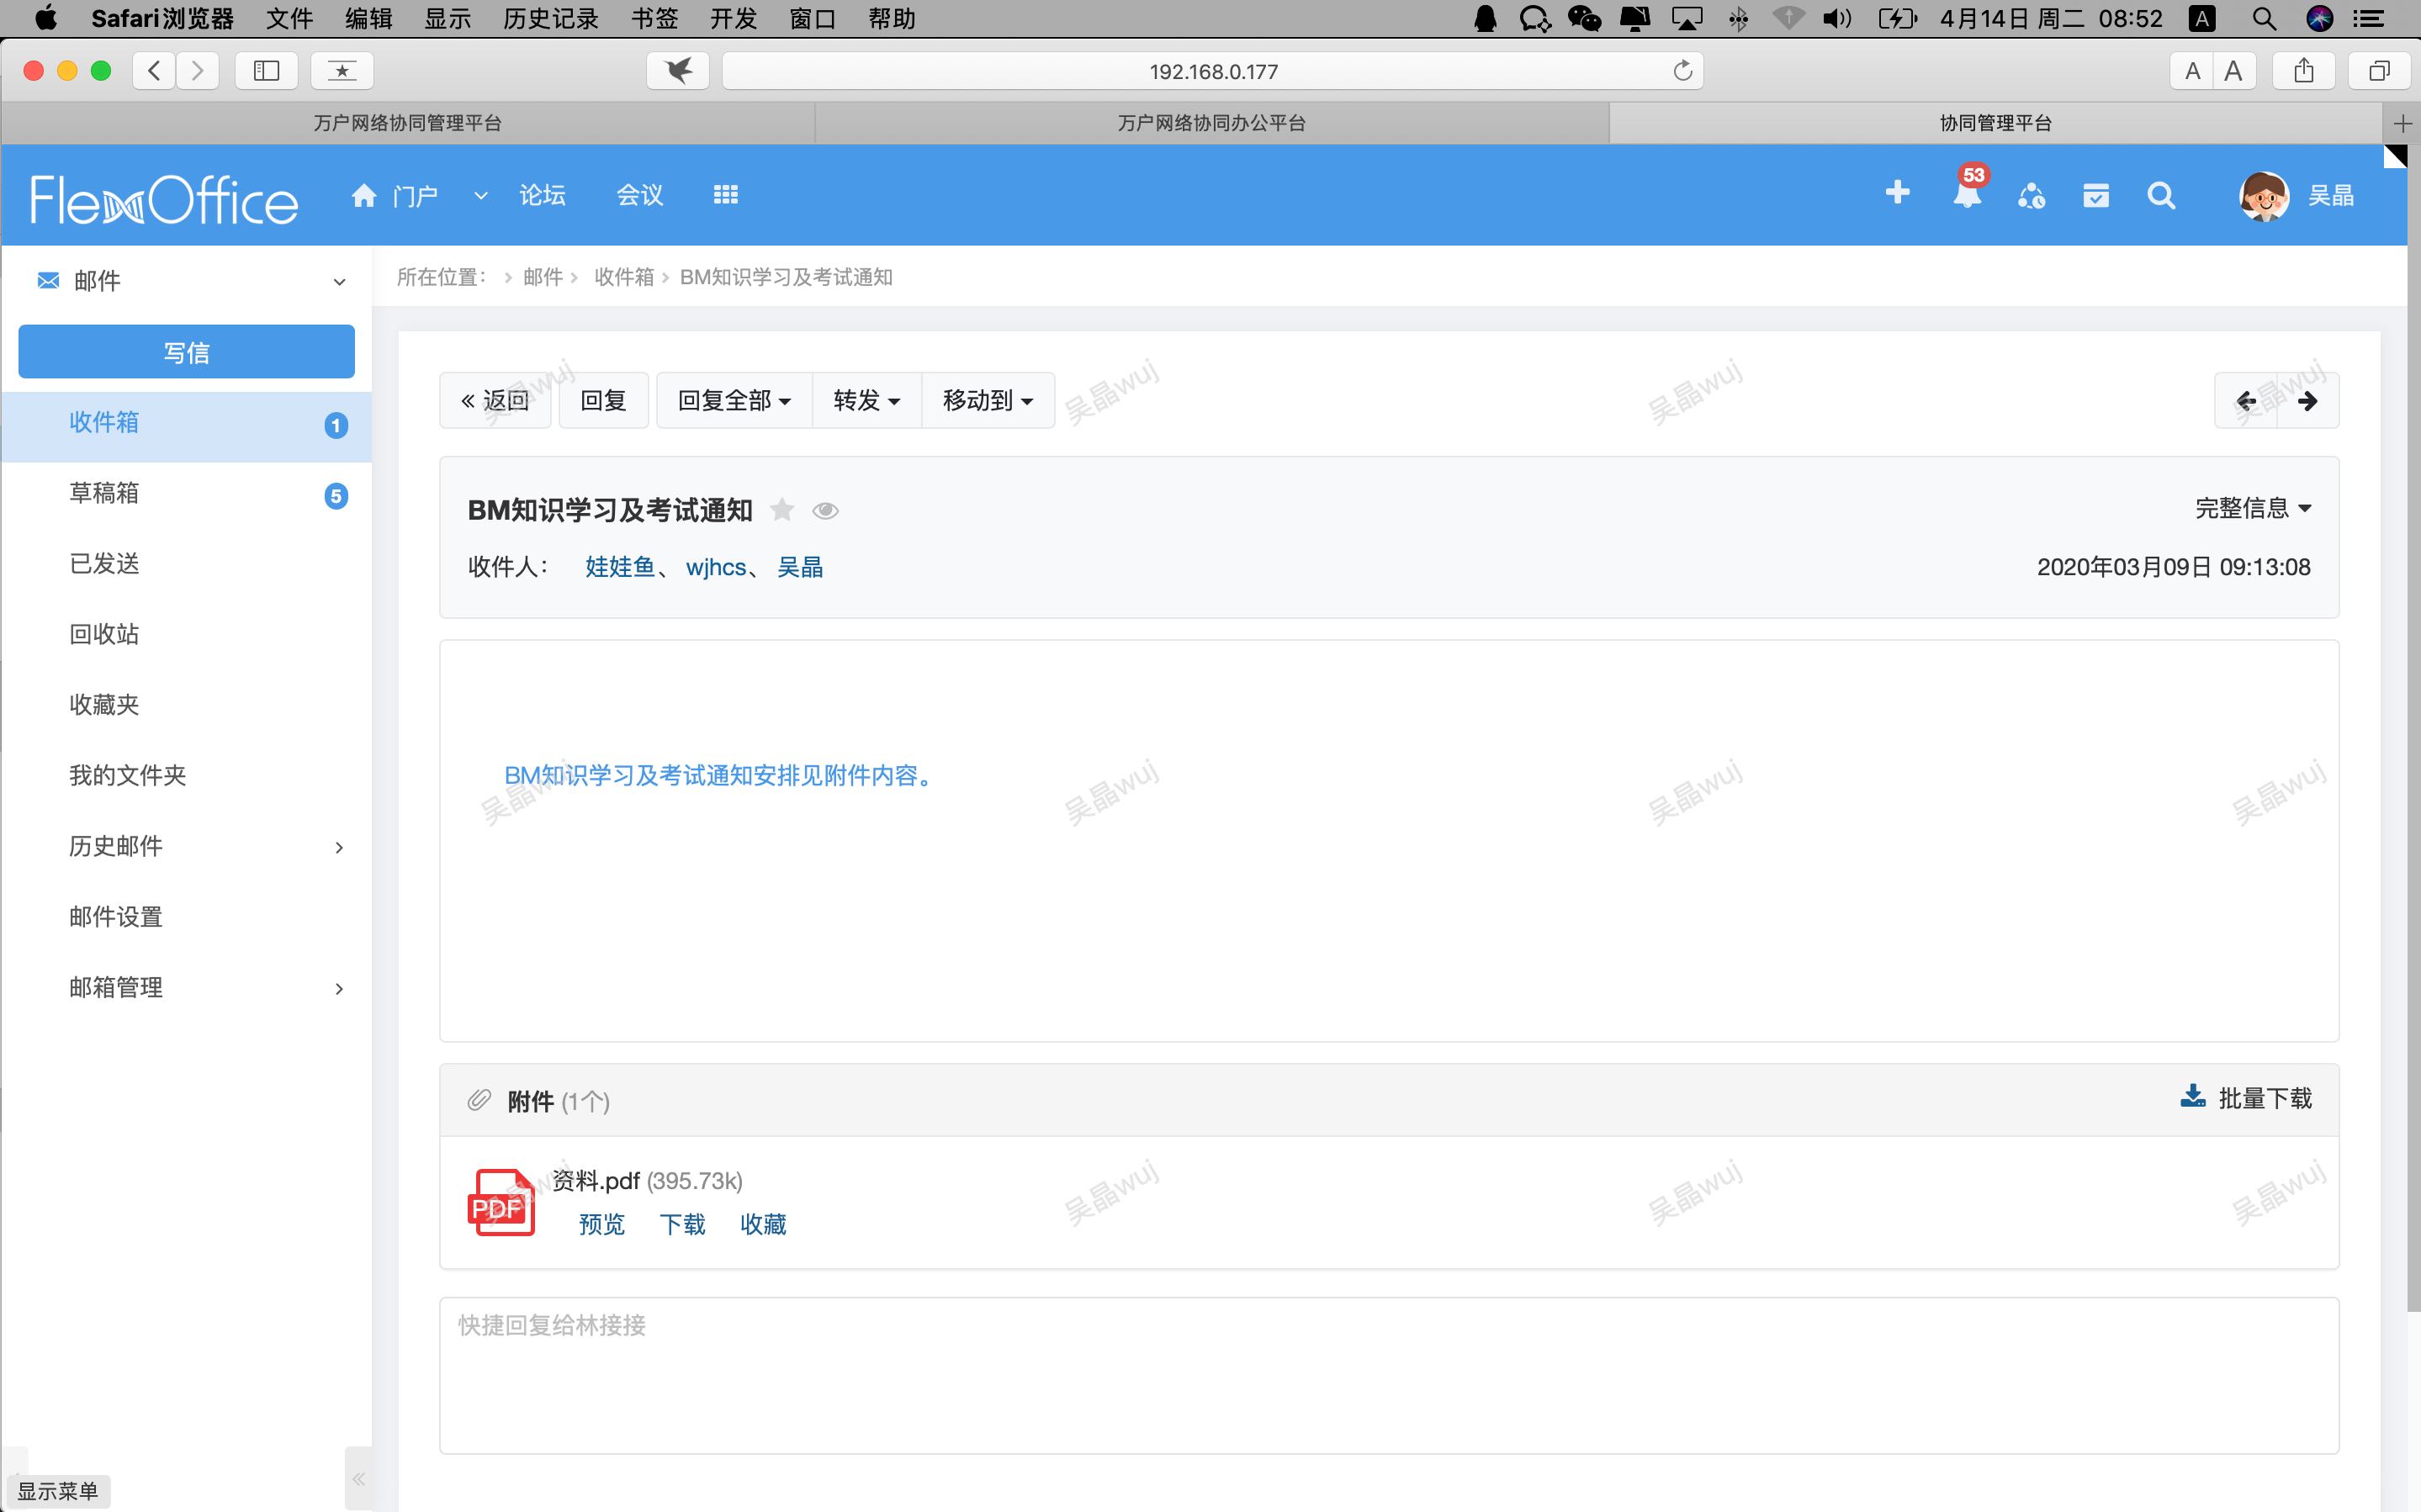 Safari浏览器 文件 编辑 显示 历史记录 书签 开发 窗口 帮助 4月14日 周二 08:52 A
192.168.0.177 A A
万户网络协同管理平台 万户网络协同办公平台 协同管理平台
FlexOffice 门户 论坛 会议 53 吴晶
邮件
写信
收件箱 1
草稿箱 5
已发送
回收站
收藏夹
我的文件夹
历史邮件
邮件设置
邮箱管理
显示菜单
所在位置: 邮件 收件箱 BM知识学习及考试通知
返回 回复 回复全部 转发 移动到
吴晶wuj 吴晶wuj 吴晶wuj 吴晶wuj
BM知识学习及考试通知 完整信息
收件人: 娃娃鱼、 wjhcs、 吴晶 2020年03月09日 09:13:08
BM知识学习及考试通知安排见附件内容。
吴晶wuj 吴晶wuj 吴晶wuj 吴晶wuj
附件 (1个) 批量下载
PDF 资料.pdf (395.73k)
预览 下载 收藏
吴晶wuj 吴晶wuj 吴晶wuj 吴晶wuj
快捷回复给林接接